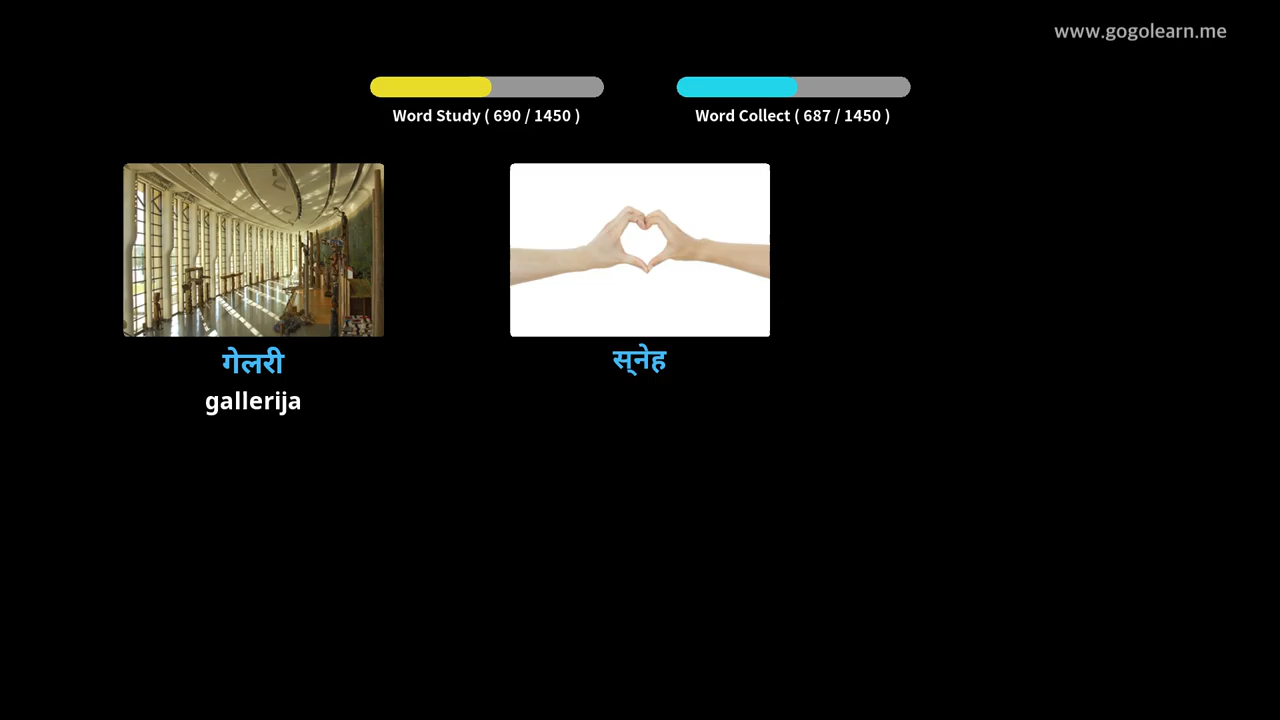 www.gogolearn.me
Word Study ( 690 / 1450 )
Word Collect ( 687 / 1450 )
गेलरी
gallerija
स्नेह